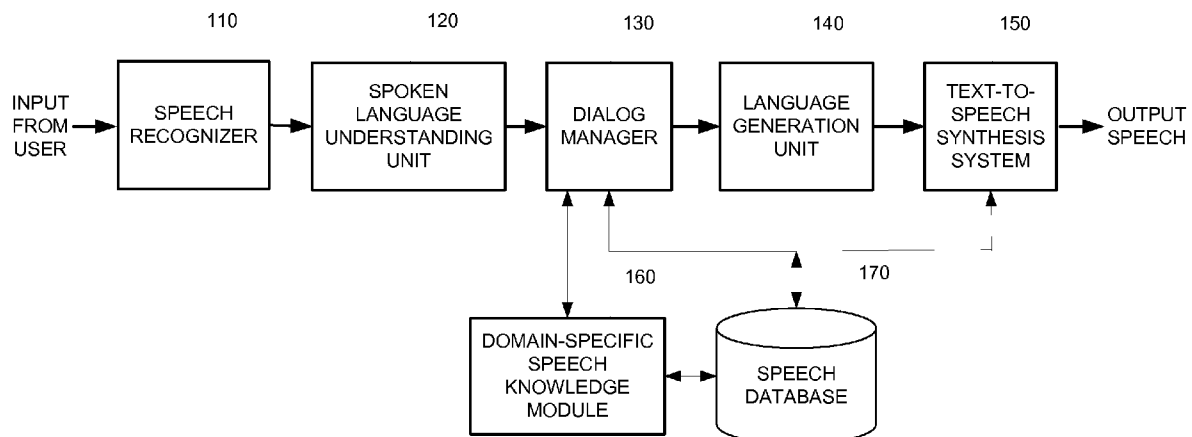 110
120
130
140
150
INPUT
FROM
USER
SPEECH
RECOGNIZER
SPOKEN
LANGUAGE
UNDERSTANDING
UNIT
DIALOG
MANAGER
LANGUAGE
GENERATION
UNIT
TEXT-TO-
SPEECH
SYNTHESIS
SYSTEM
OUTPUT
SPEECH
160
170
DOMAIN-SPECIFIC
SPEECH
KNOWLEDGE
MODULE
SPEECH
DATABASE